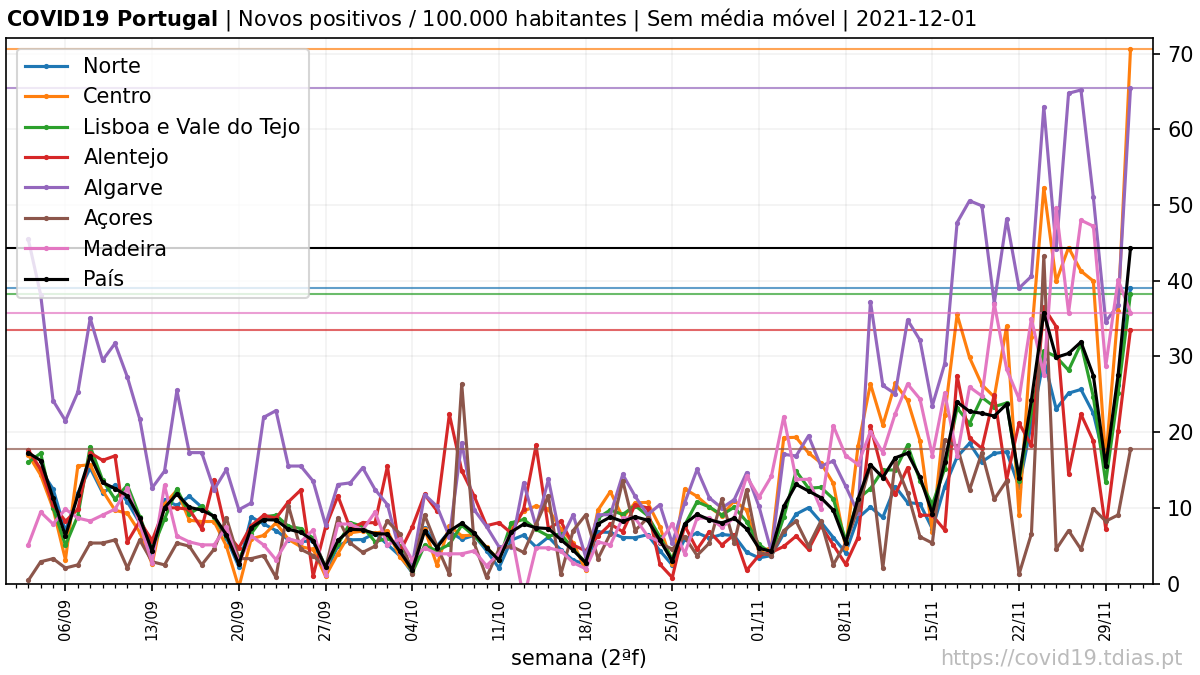 COVID19 Portugal | Novos positivos / 100.000 habitantes | Sem média móvel | 2021-12-01
Norte
Centro
Lisboa e Vale do Tejo
Alentejo
Algarve
Açores
Madeira
País
70
60
50
40
30
20
10
0
06/09 13/09 20/09 27/09 04/10 11/10 18/10 25/10 01/11 08/11 15/11 22/11 29/11
semana (2ªf)
https://covid19.tdias.pt